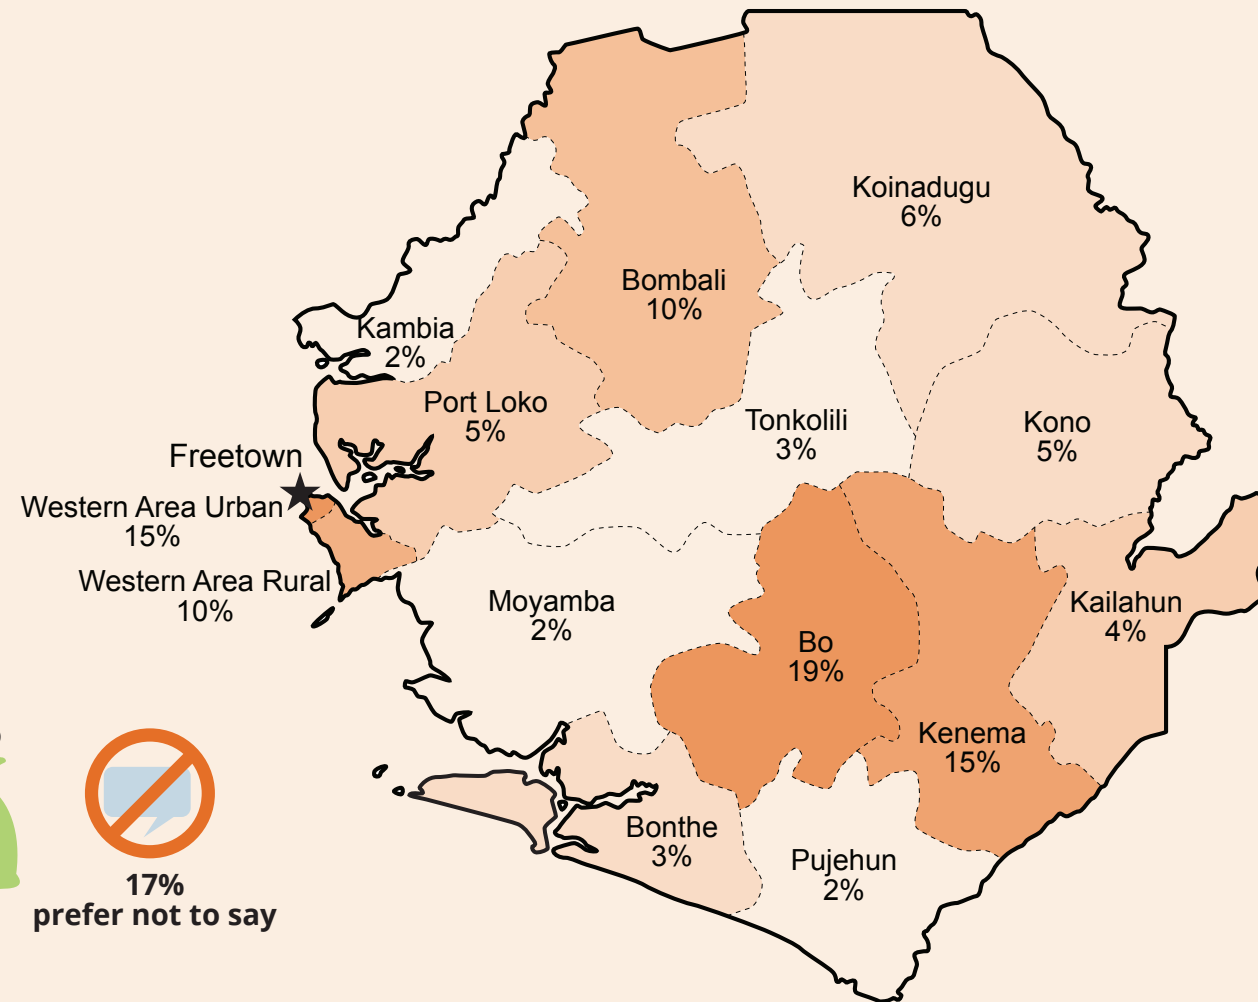 Koinadugu
6%
Bombali
10%
Kambia
2%
Port Loko
5%
Tonkolili
3%
Kono
5%
Freetown
Western Area Urban
15%
Western Area Rural
10%
Moyamba
2%
Kailahun
4%
Bo
19%
Kenema
15%
Bonthe
3%
Pujehun
2%
17%
prefer not to say